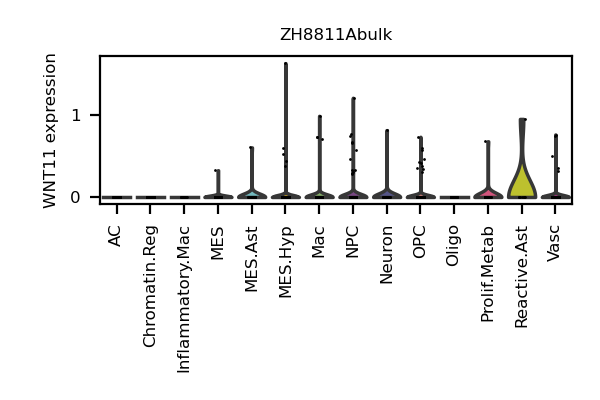 ZH8811Abulk
WNT11 expression
1
0
AC
Chromatin.Reg
Inflammatory.Mac
MES
MES.Ast
MES.Hyp
Mac
NPC
Neuron
OPC
Oligo
Prolif.Metab
Reactive.Ast
Vasc